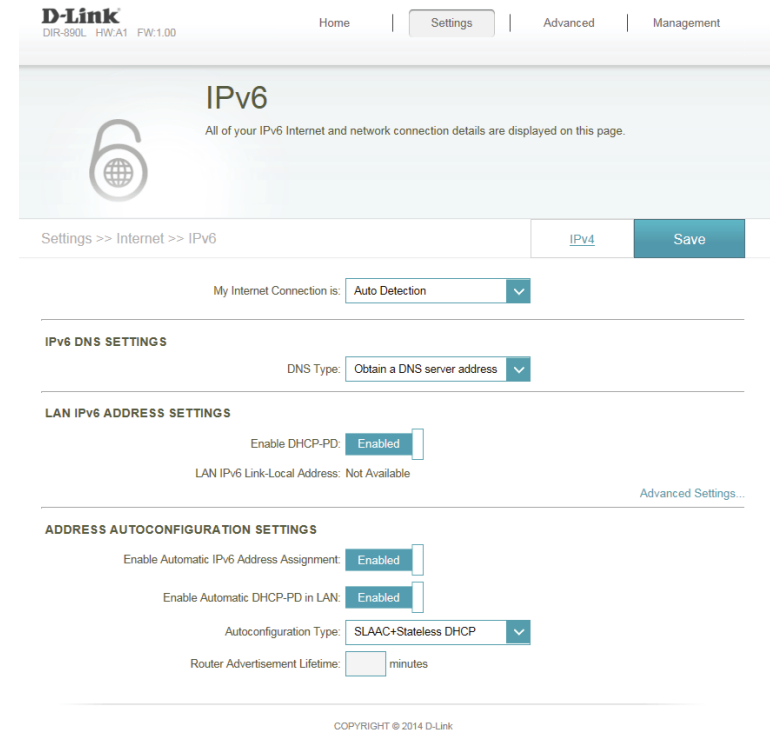 D-Link
DIR-890L HW:A1 FW:1.00
Home | Settings | Advanced | Management
IPv6
All of your IPv6 Internet and network connection details are displayed on this page.
Settings >> Internet >> IPv6 IPv4 Save
My Internet Connection is: Auto Detection
IPv6 DNS SETTINGS
DNS Type: Obtain a DNS server address
LAN IPv6 ADDRESS SETTINGS
Enable DHCP-PD: Enabled
LAN IPv6 Link-Local Address: Not Available
Advanced Settings...
ADDRESS AUTOCONFIGURATION SETTINGS
Enable Automatic IPv6 Address Assignment: Enabled
Enable Automatic DHCP-PD in LAN: Enabled
Autoconfiguration Type: SLAAC+Stateless DHCP
Router Advertisement Lifetime: minutes
COPYRIGHT © 2014 D-Link